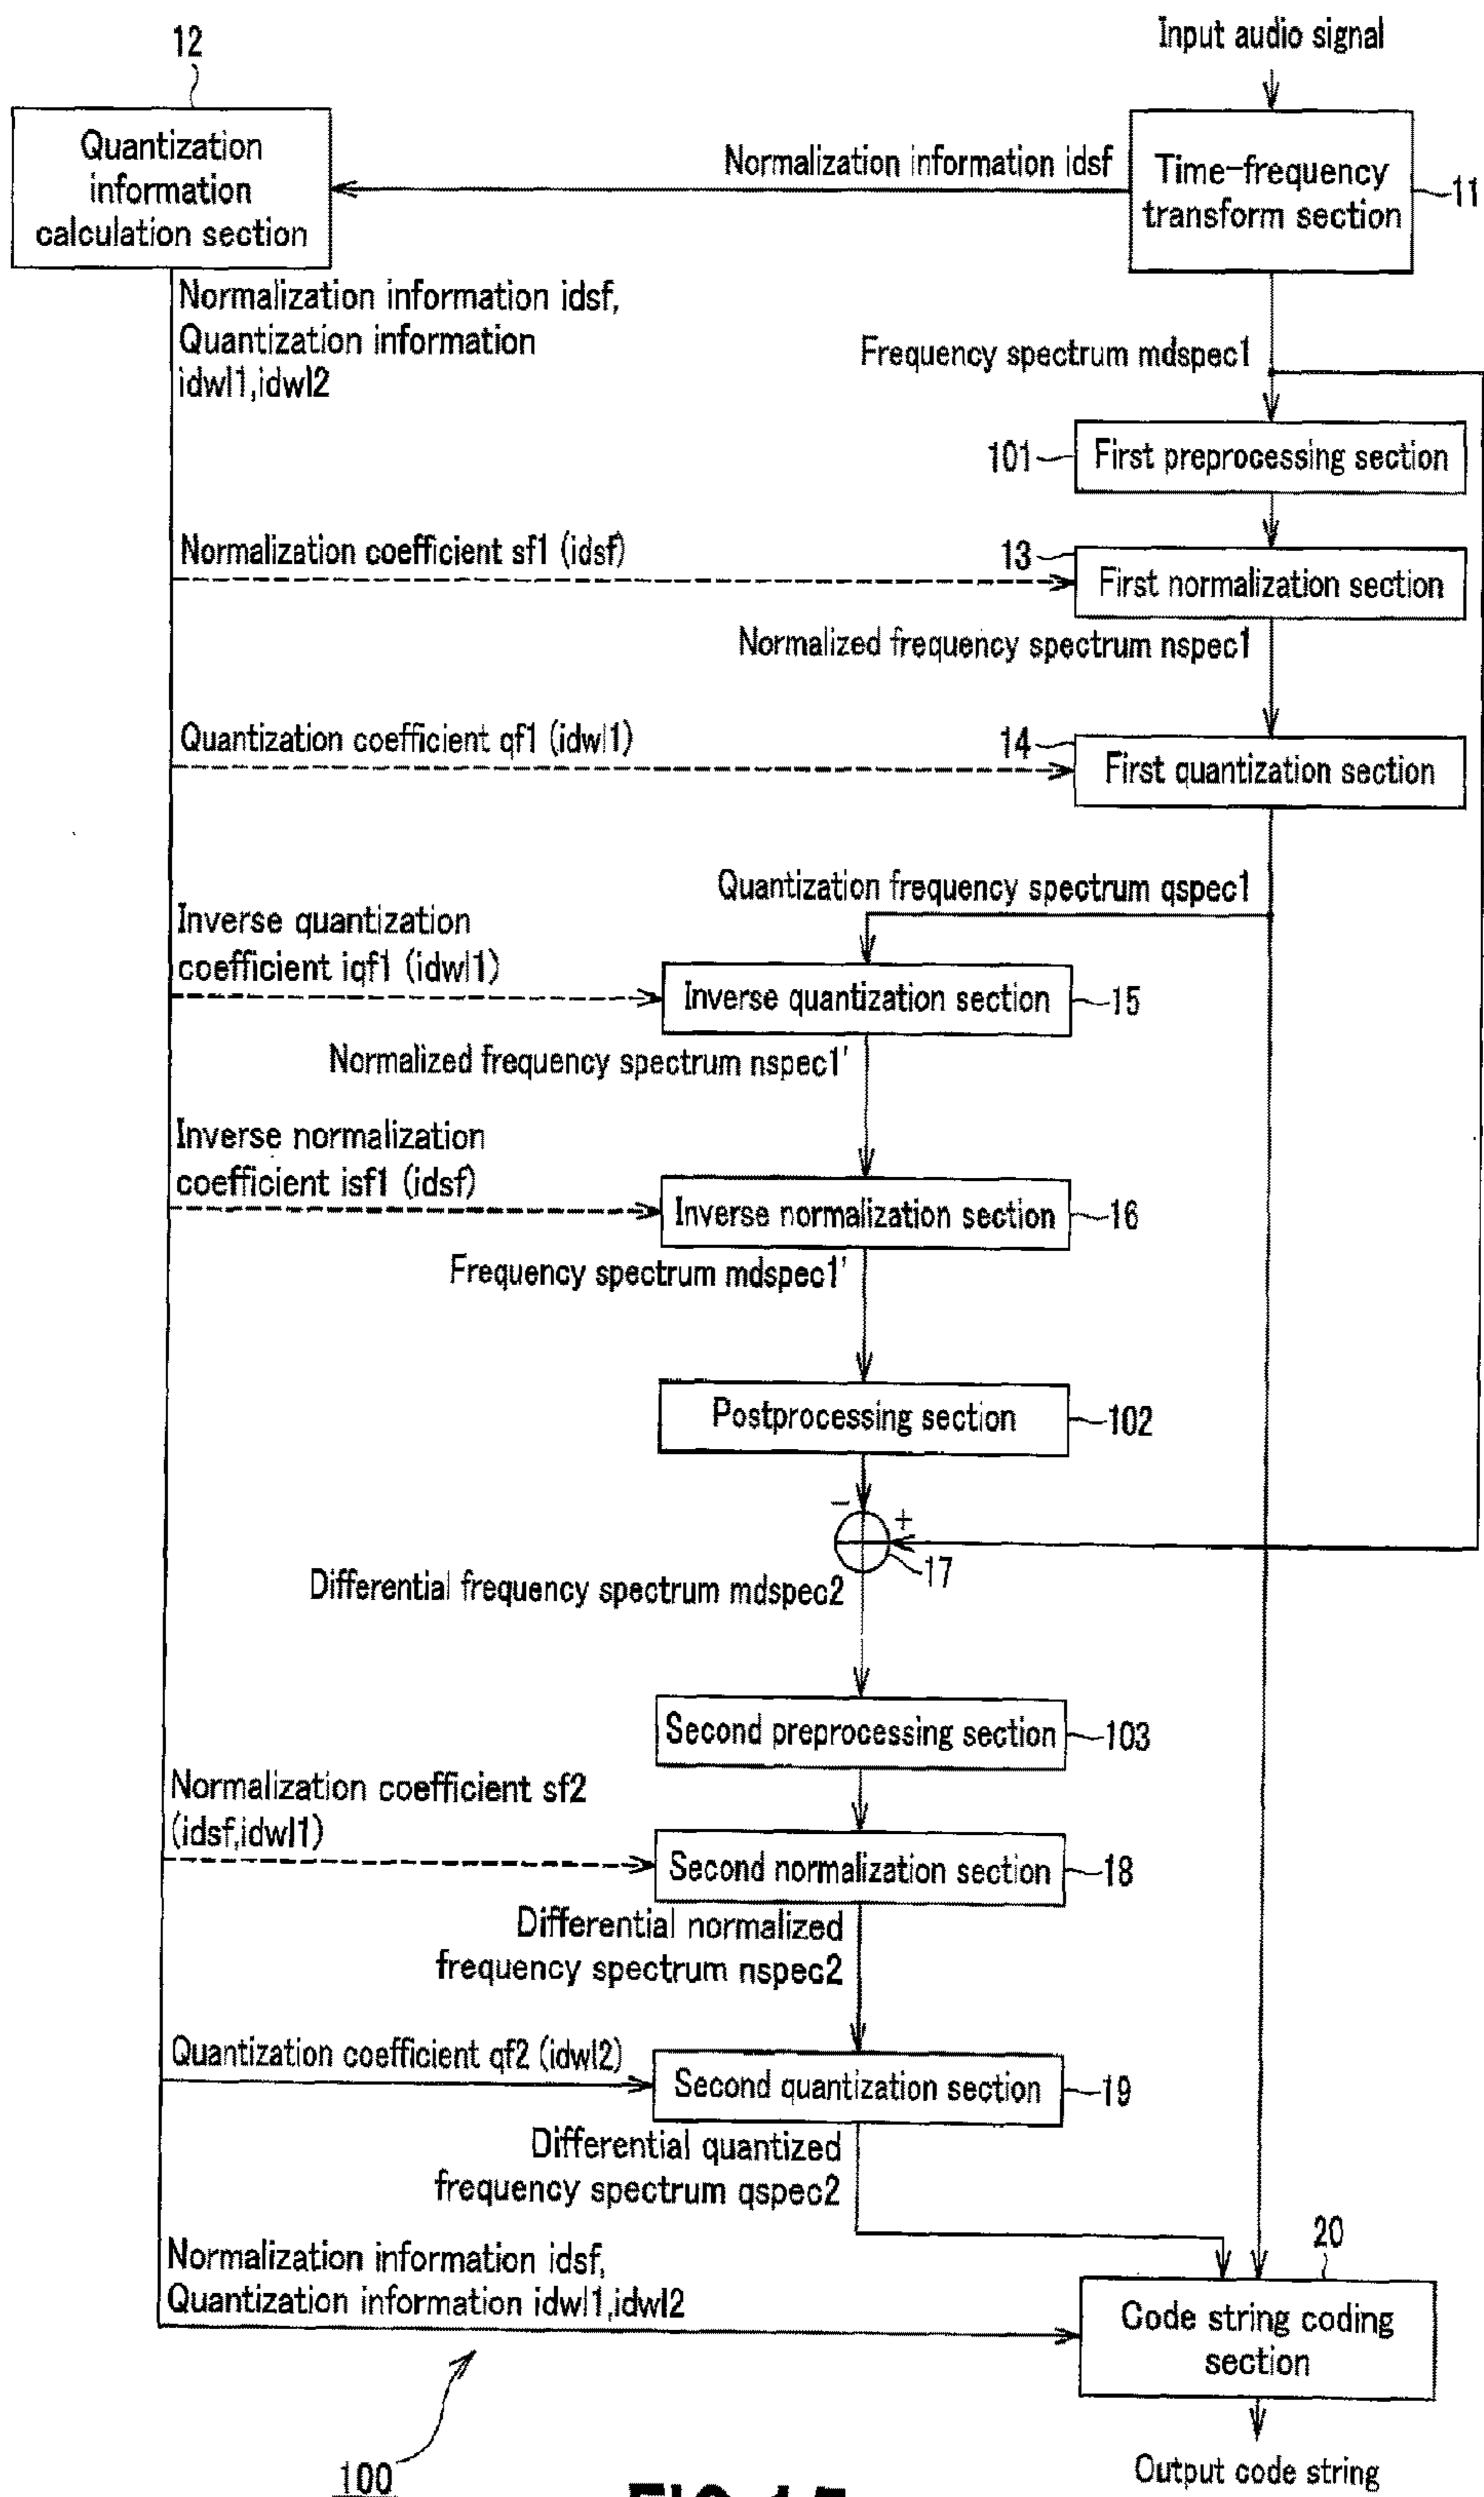 Input audio signal
12
Quantization
information
calculation section
Normalization information idsf
Time-frequency
transform section
11
Normalization information idsf,
Quantization information
idwl1,idwl2
Frequency spectrum mdspec1
101
First preprocessing section
Normalization coefficient sf1 (idsf)
13
First normalization section
Normalized frequency spectrum nspec1
Quantization coefficient qf1 (idwl1)
14
First quantization section
Quantization frequency spectrum qspec1
Inverse quantization
coefficient iqf1 (idwl1)
Inverse quantization section
15
Normalized frequency spectrum nspec1'
Inverse normalization
coefficient isf1 (idsf)
Inverse normalization section
16
Frequency spectrum mdspec1'
Postprocessing section
102
−
+
17
Differential frequency spectrum mdspec2
Second preprocessing section
103
Normalization coefficient sf2
(idsf,idwl1)
Second normalization section
18
Differential normalized
frequency spectrum nspec2
Quantization coefficient qf2 (idwl2)
Second quantization section
19
Differential quantized
frequency spectrum qspec2
Normalization information idsf,
Quantization information idwl1,idwl2
20
Code string coding
section
100
Output code string